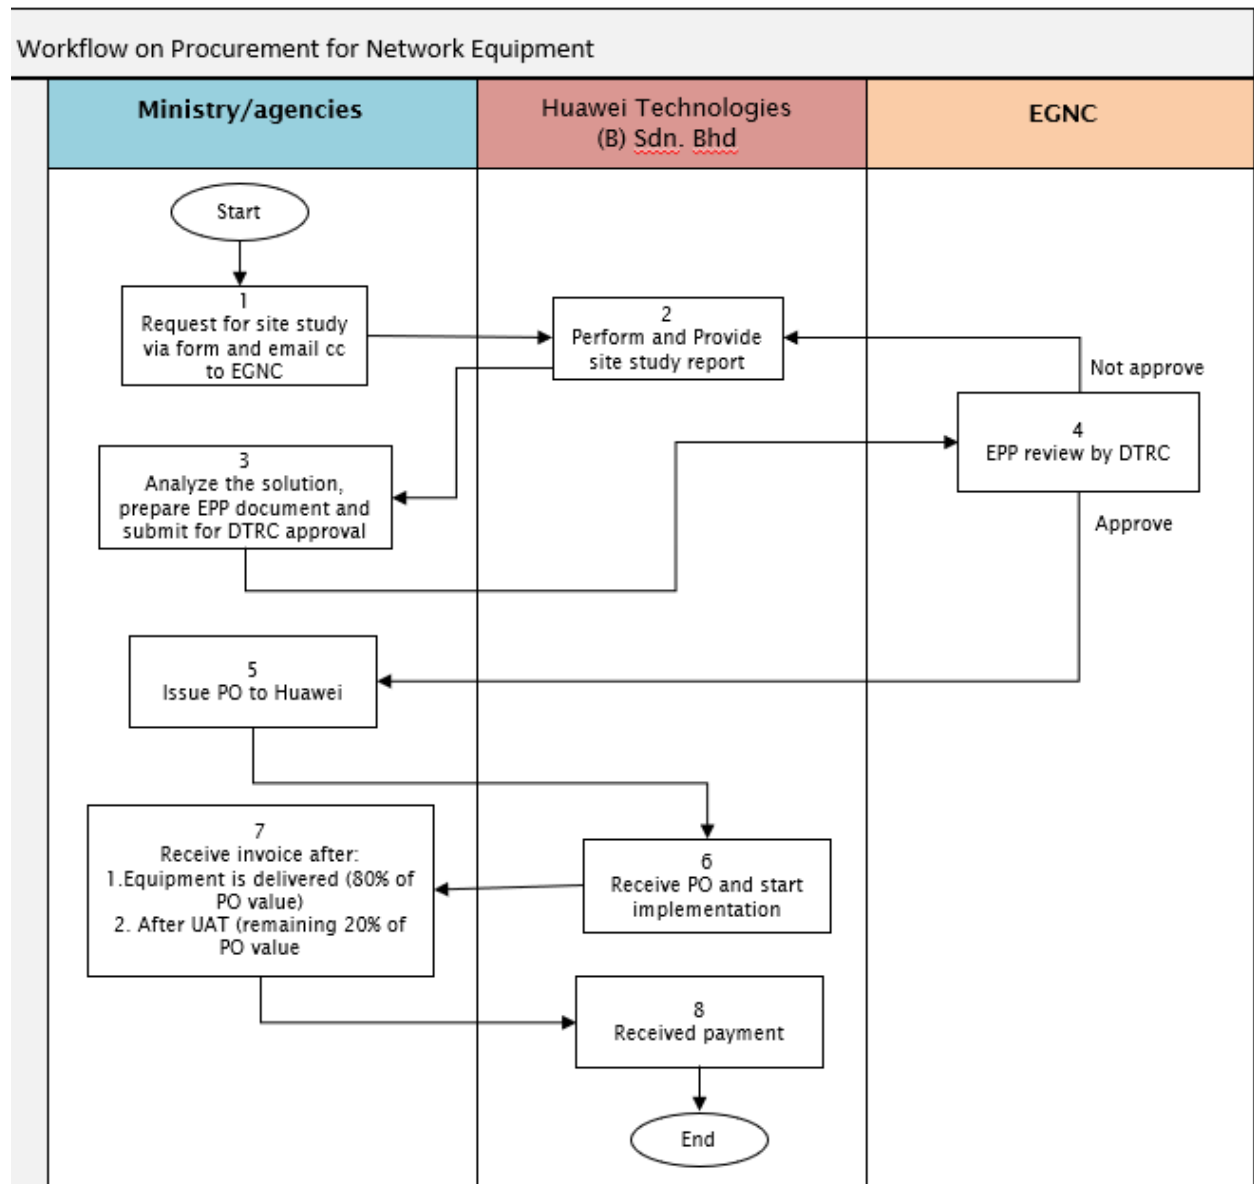 Workflow on Procurement for Network Equipment
Ministry/agencies
Huawei Technologies
(B) Sdn. Bhd
EGNC
Start
1
Request for site study
via form and email cc
to EGNC
2
Perform and Provide
site study report
Not approve
4
EPP review by DTRC
3
Analyze the solution,
prepare EPP document and
submit for DTRC approval
Approve
5
Issue PO to Huawei
7
Receive invoice after:
1.Equipment is delivered (80% of
PO value)
2. After UAT (remaining 20% of
PO value
6
Receive PO and start
implementation
8
Received payment
End